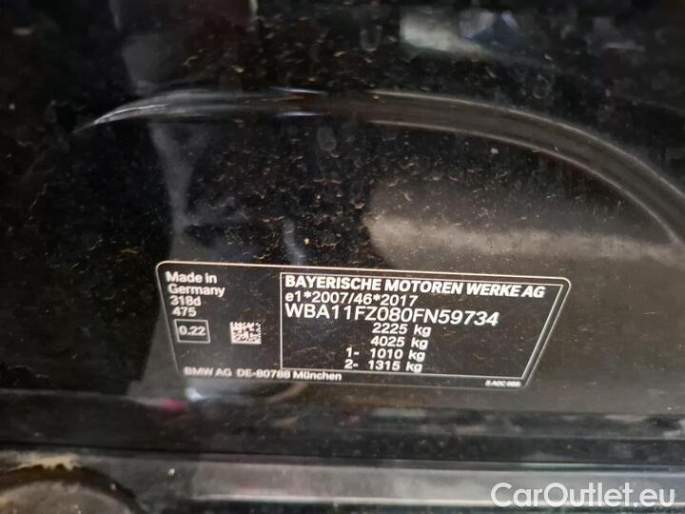 Made in
Germany
318d
475
0.22
BAYERISCHE MOTOREN WERKE AG
e1*2007/46*2017
WBA11FZ080FN59734
2225 kg
4025 kg
1- 1010 kg
2- 1315 kg
BMW AG DE-80788 München
CarOutlet.eu